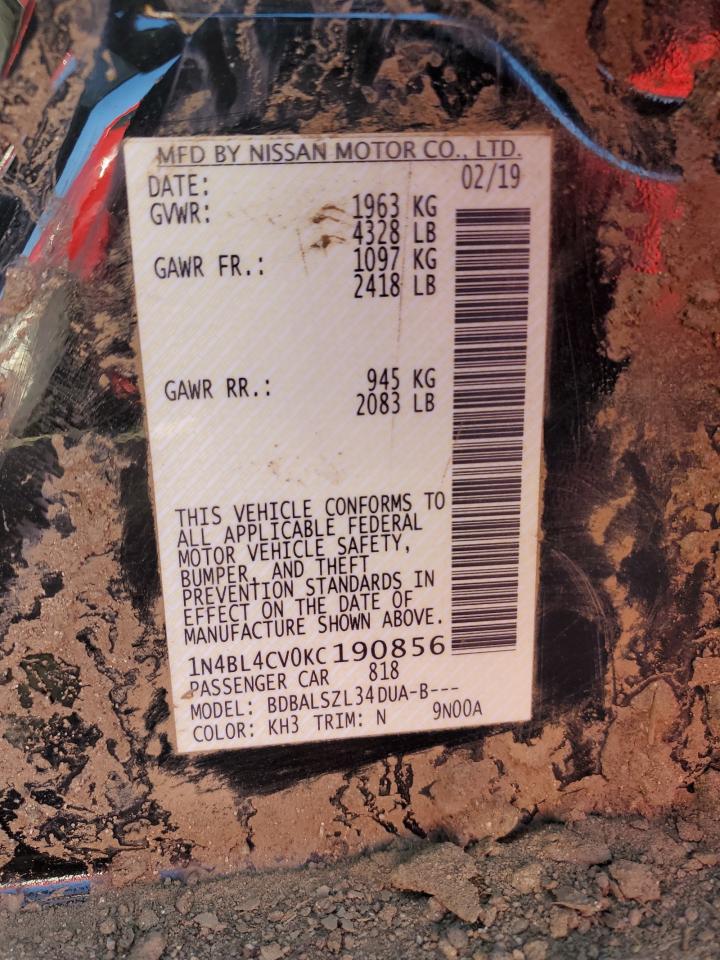 MFD BY NISSAN MOTOR CO., LTD.
DATE: 02/19
GVWR: 1963 KG
4328 LB
GAWR FR.: 1097 KG
2418 LB
GAWR RR.: 945 KG
2083 LB
THIS VEHICLE CONFORMS TO
ALL APPLICABLE FEDERAL
MOTOR VEHICLE SAFETY,
BUMPER, AND THEFT
PREVENTION STANDARDS IN
EFFECT ON THE DATE OF
MANUFACTURE SHOWN ABOVE.
1N4BL4CV0KC190856
PASSENGER CAR 818
MODEL: BDBALSZL34DUA-B---
COLOR: KH3 TRIM: N 9N00A